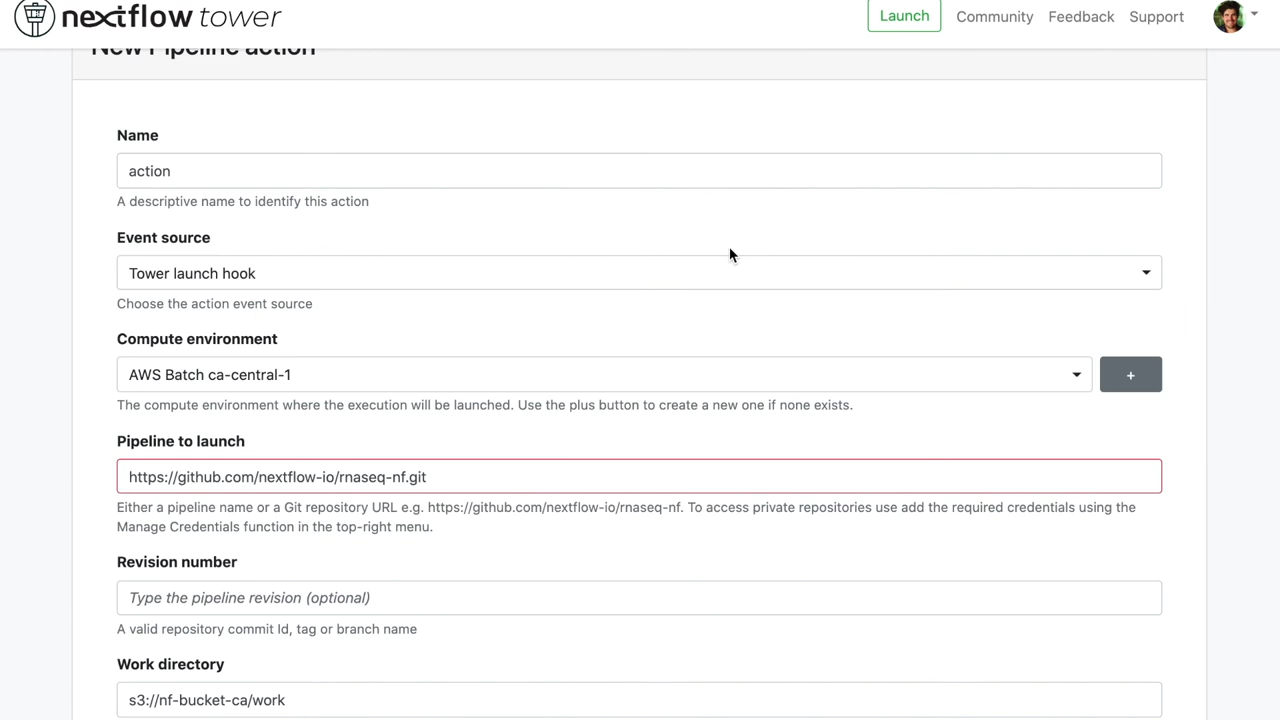 nextflow tower
Launch
Community
Feedback
Support
New Pipeline action
Name
action
A descriptive name to identify this action
Event source
Tower launch hook
Choose the action event source
Compute environment
AWS Batch ca-central-1
+
The compute environment where the execution will be launched. Use the plus button to create a new one if none exists.
Pipeline to launch
https://github.com/nextflow-io/rnaseq-nf.git
Either a pipeline name or a Git repository URL e.g. https://github.com/nextflow-io/rnaseq-nf. To access private repositories use add the required credentials using the
Manage Credentials function in the top-right menu.
Revision number
Type the pipeline revision (optional)
A valid repository commit Id, tag or branch name
Work directory
s3://nf-bucket-ca/work